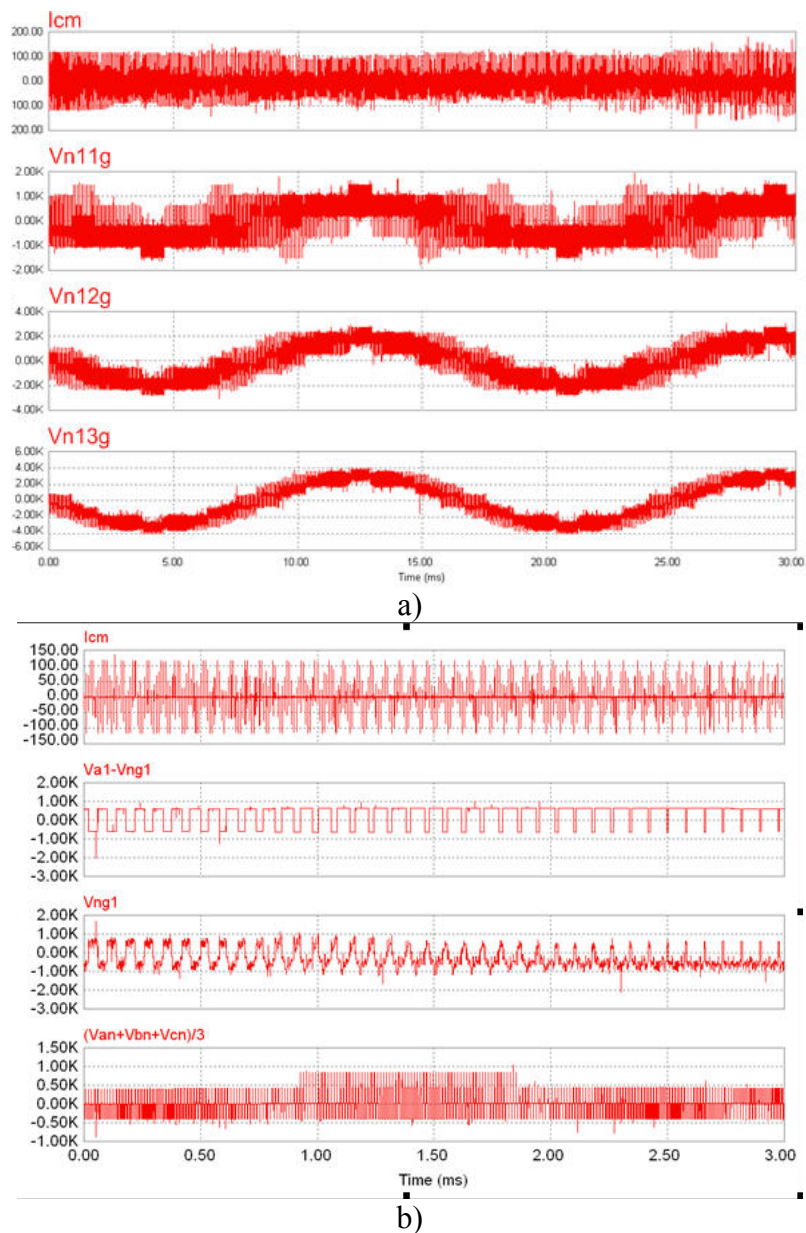 Icm
200.00
100.00
0.00
100.00
200.00
Vn11g
2.00K
1.00K
0.00K
-1.00K
-2.00K
Vn12g
4.00K
2.00K
0.00K
-2.00K
-4.00K
Vn13g
6.00K
4.00K
2.00K
0.00K
-2.00K
-4.00K
-6.00K
0.00 5.00 10.00 15.00 20.00 25.00 30.00
Time (ms)
a)
Icm
150.00
100.00
50.00
0.00
-50.00
-100.00
-150.00
Va1-Vng1
2.00K
1.00K
0.00K
-1.00K
-2.00K
-3.00K
Vng1
2.00K
1.00K
0.00K
-1.00K
-2.00K
-3.00K
(Van+Vbn+Vcn)/3
1.50K
1.00K
0.50K
0.00K
-0.50K
-1.00K
0.00 0.50 1.00 1.50 2.00 2.50 3.00
Time (ms)
b)